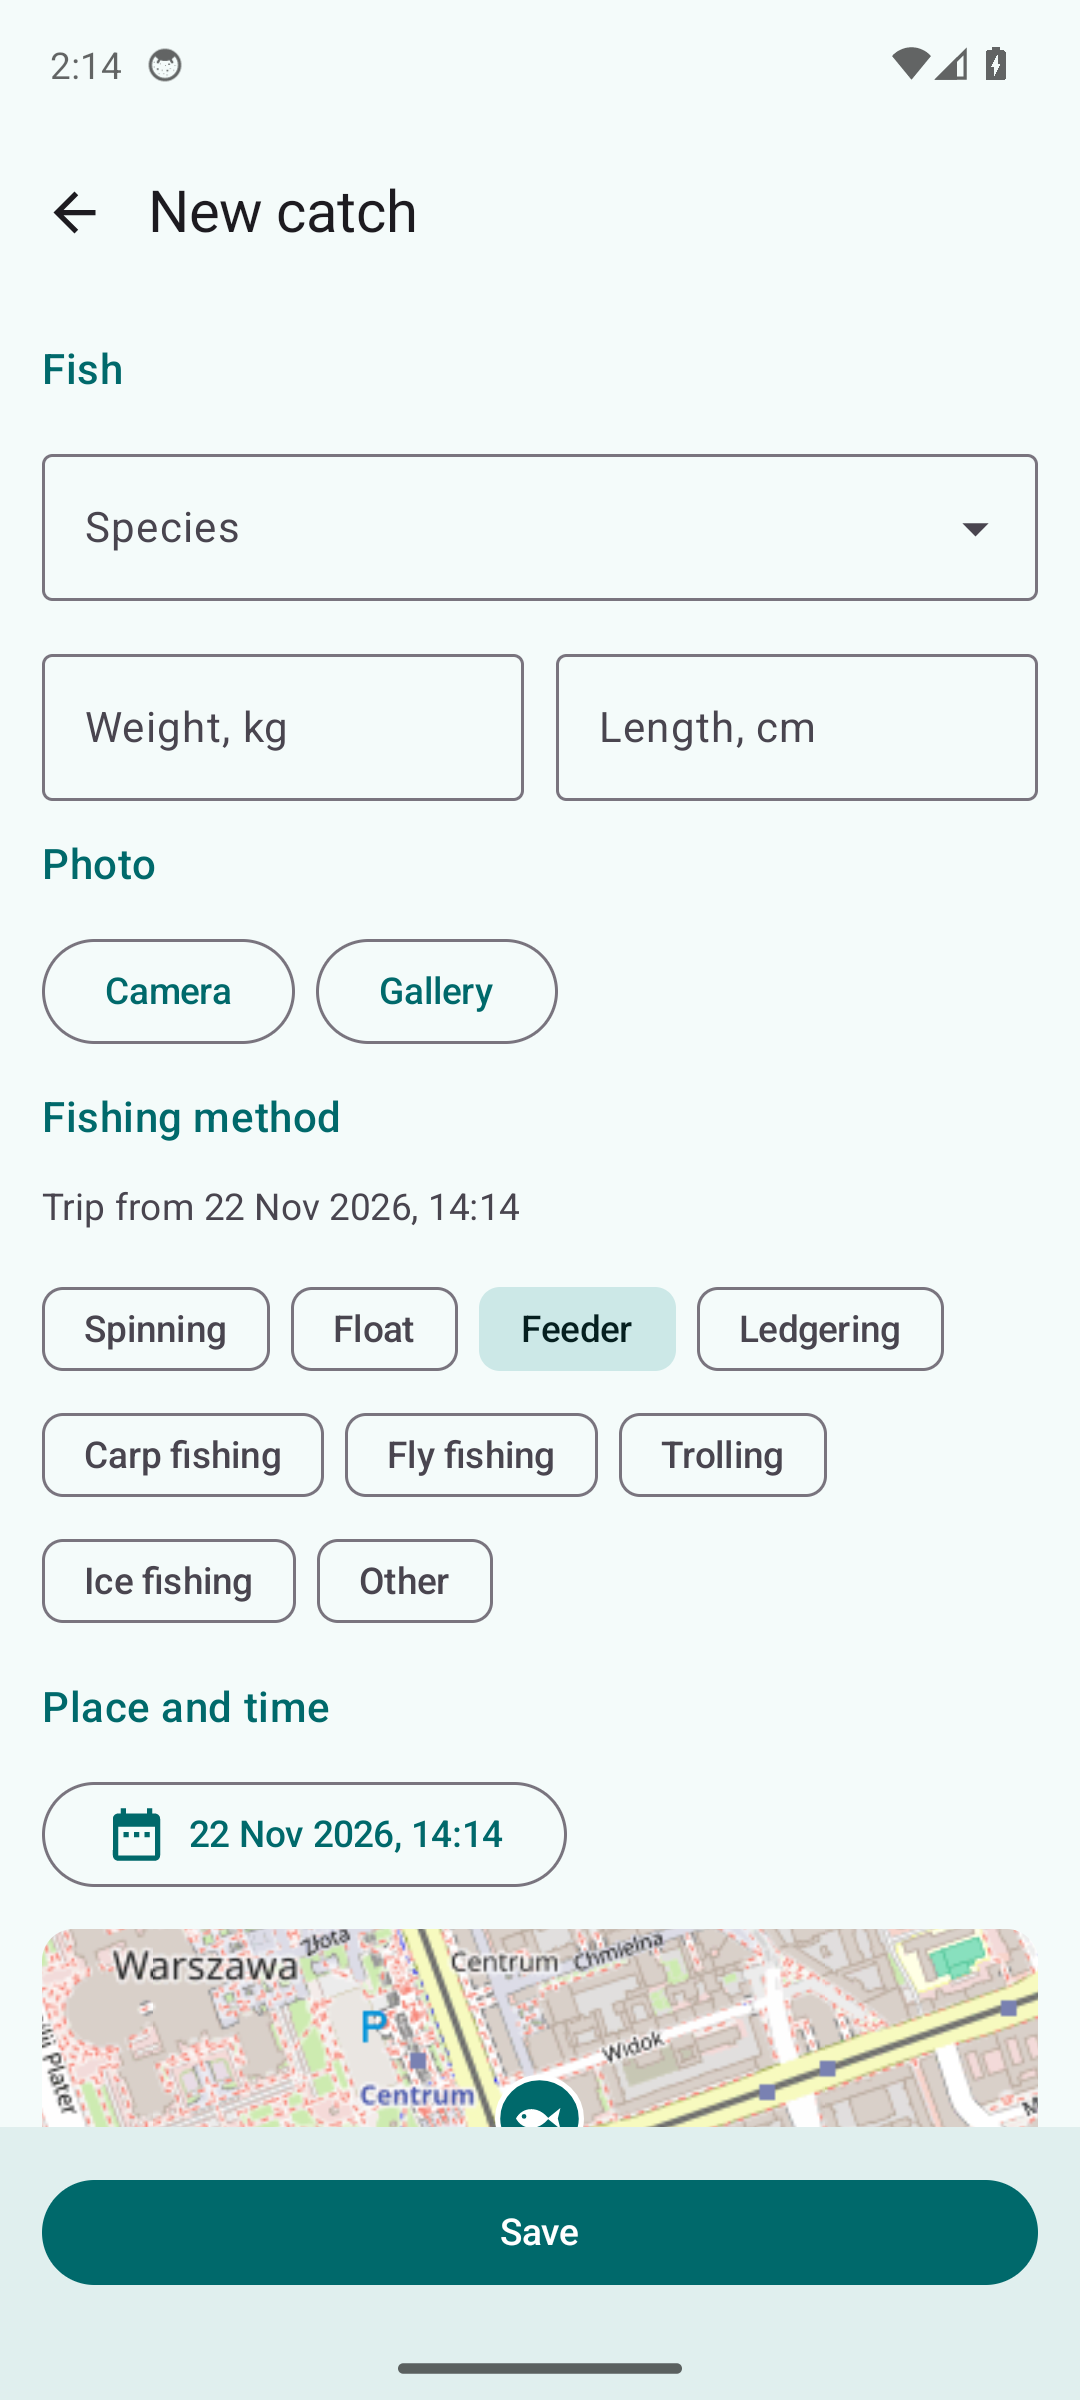 2:14
New catch
Fish
Species
Weight, kg
Length, cm
Photo
Camera
Gallery
Fishing method
Trip from 22 Nov 2026, 14:14
Spinning
Float
Feeder
Ledgering
Carp fishing
Fly fishing
Trolling
Ice fishing
Other
Place and time
22 Nov 2026, 14:14
Warszawa
Złota
Centrum
Chmielna
P
Widok
Plater
Centrum
Save